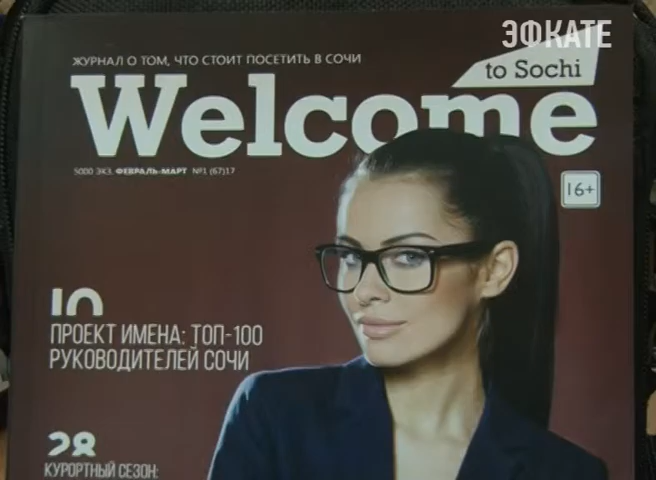 ЭФКАТЕ
ЖУРНАЛ О ТОМ, ЧТО СТОИТ ПОСЕТИТЬ В СОЧИ
to Sochi
Welcome
5000 ЭКЗ. ФЕВРАЛЬ-МАРТ №1 (67)17
16+
10
ПРОЕКТ ИМЕНА: ТОП-100
РУКОВОДИТЕЛЕЙ СОЧИ
28
КУРОРТНЫЙ СЕЗОН: